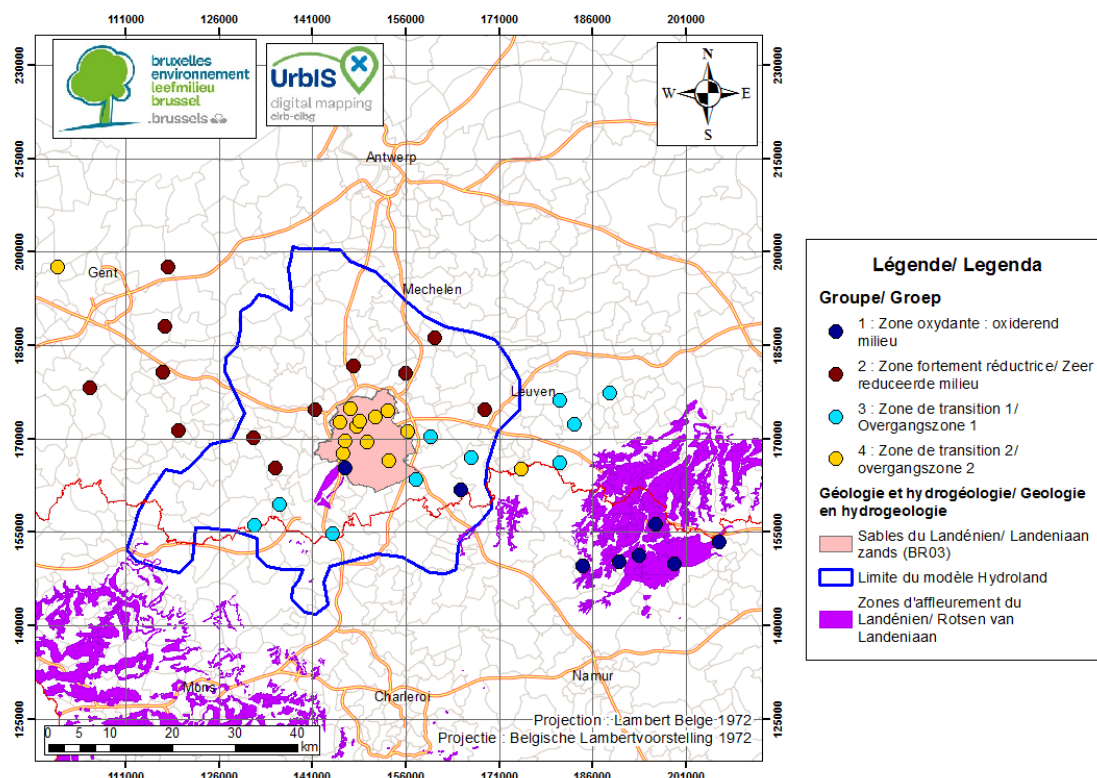 111000 126000 141000 156000 171000 186000 201000
230000 230000
bruxelles
environnement
leefmilieu
brussel
.brussels
UrbIS
digital mapping
cirb-cibg
N
W E
S
215000 215000
Antwerp
200000 200000
Gent
Mechelen
185000 185000
Leuven
170000 170000
155000 155000
140000 140000
Mons
Charleroi
Namur
125000 125000
Projection : Lambert Belge 1972
Projectie : Belgische Lambertvoorstelling 1972
0 5 10 20 30 40
km
111000 126000 141000 156000 171000 186000 201000
Légende/ Legenda
Groupe/ Groep
1 : Zone oxydante : oxiderend
milieu
2 : Zone fortement réductrice/ Zeer
reduceerde milieu
3 : Zone de transition 1/
Overgangszone 1
4 : Zone de transition 2/
overgangszone 2
Géologie et hydrogéologie/ Geologie
en hydrogeologie
Sables du Landénien/ Landeniaan
zands (BR03)
Limite du modèle Hydroland
Zones d'affleurement du
Landénien/ Rotsen van
Landeniaan